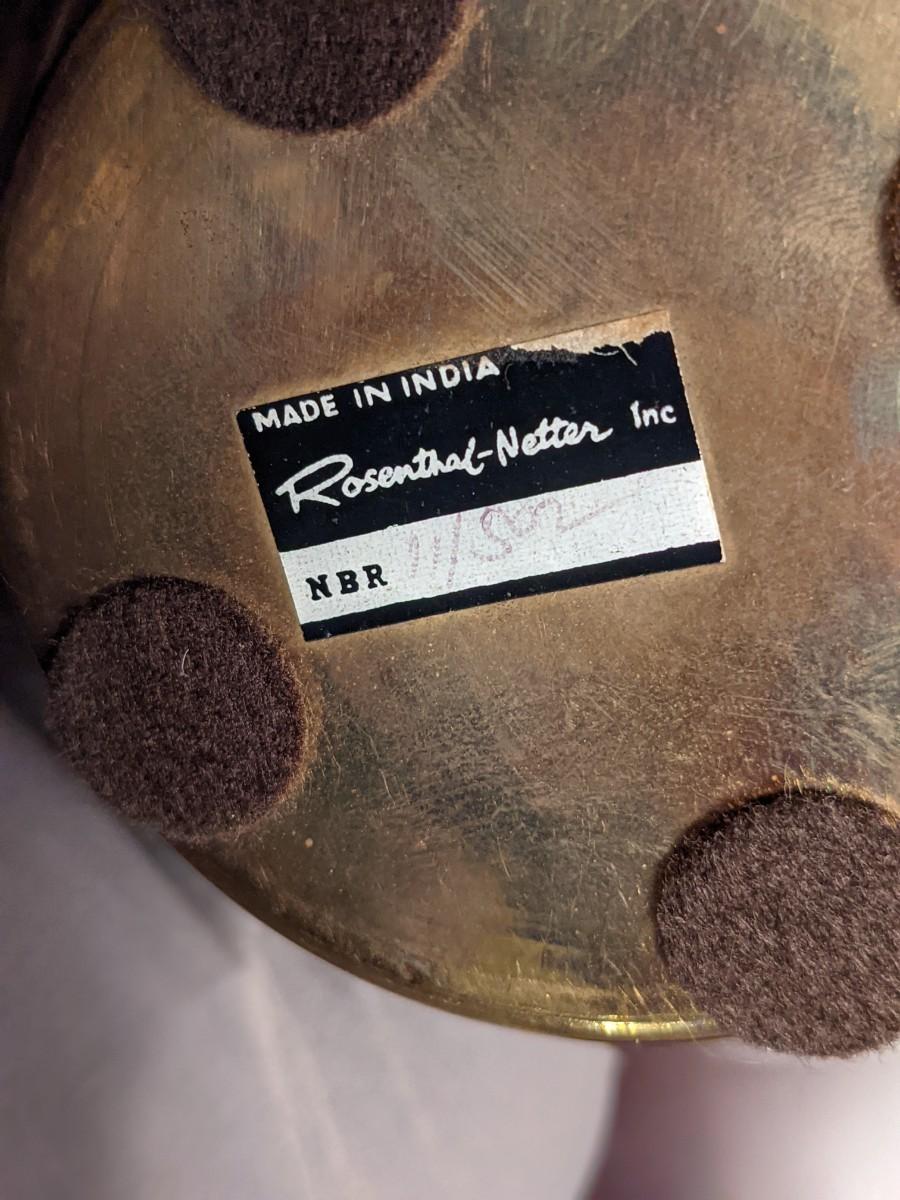 MADE IN INDIA
Rosenthal-Netter Inc
NBR